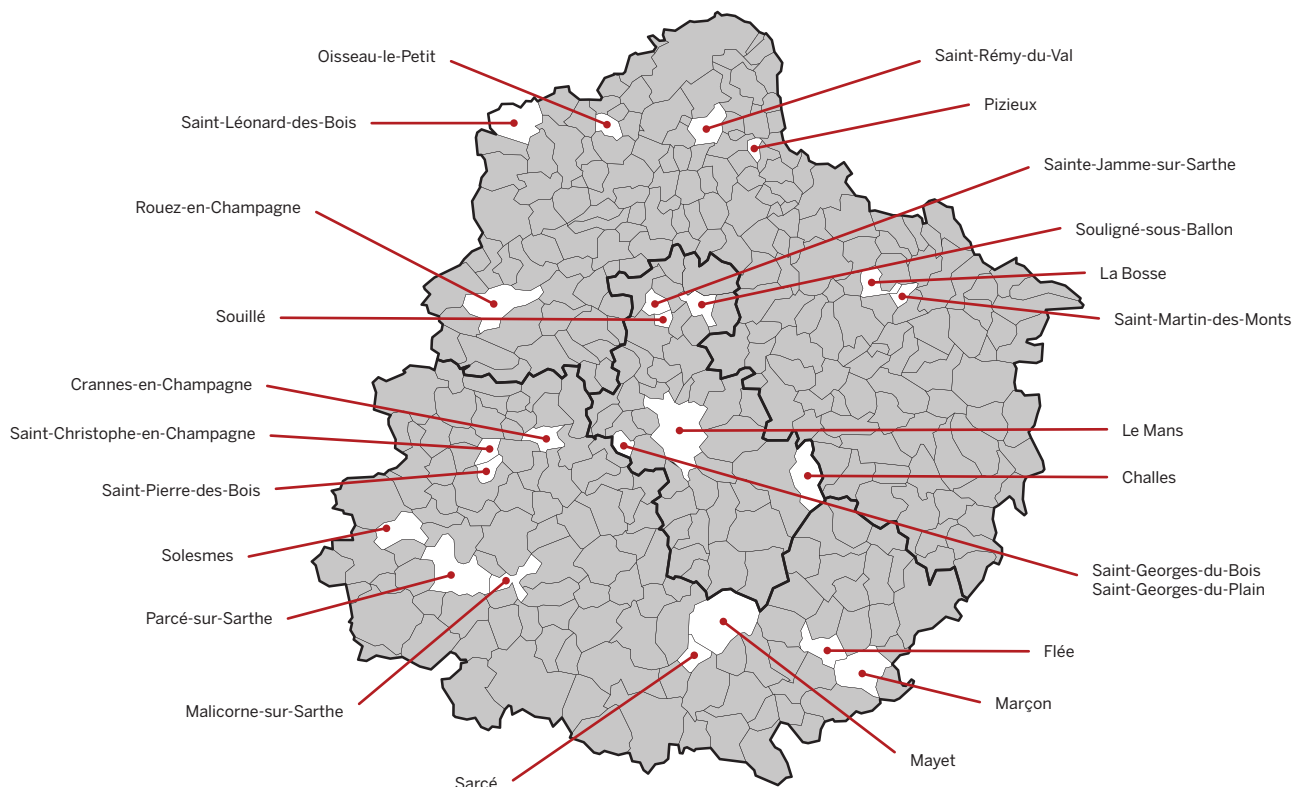 Oisseau-le-Petit
Saint-Rémy-du-Val
Pizieux
Saint-Léonard-des-Bois
Sainte-Jamme-sur-Sarthe
Rouez-en-Champagne
Souligné-sous-Ballon
La Bosse
Souillé
Saint-Martin-des-Monts
Crannes-en-Champagne
Saint-Christophe-en-Champagne
Le Mans
Challes
Saint-Pierre-des-Bois
Solesmes
Saint-Georges-du-Bois
Saint-Georges-du-Plain
Parcé-sur-Sarthe
Flée
Malicorne-sur-Sarthe
Marçon
Mayet
Sarcé